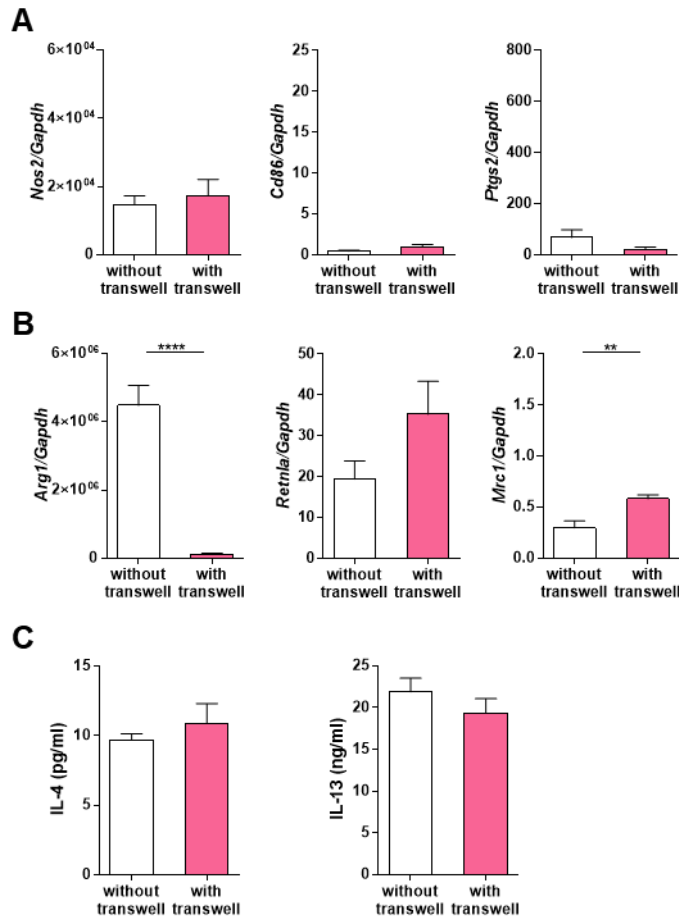 A
Nos2/Gapdh
6×10⁰⁴
4×10⁰⁴
2×10⁰⁴
0
without
transwell
with
transwell
Cd86/Gapdh
25
20
15
10
5
0
without
transwell
with
transwell
Ptgs2/Gapdh
800
600
400
200
0
without
transwell
with
transwell
B
Arg1/Gapdh
6×10⁰⁶
4×10⁰⁶
2×10⁰⁶
0
****
without
transwell
with
transwell
Retnla/Gapdh
50
40
30
20
10
0
without
transwell
with
transwell
Mrc1/Gapdh
2.0
1.5
1.0
0.5
0.0
**
without
transwell
with
transwell
C
IL-4 (pg/ml)
15
10
5
0
without
transwell
with
transwell
IL-13 (ng/ml)
25
20
15
10
5
0
without
transwell
with
transwell